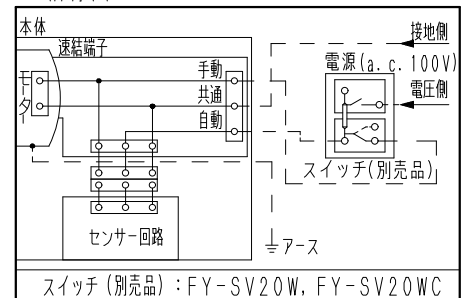 本体
接地側
速結端子
電源(a.c.100V)
手動
モーター
共通
電圧側
自動
スイッチ(別売品)
センサー回路
アース
スイッチ(別売品):FY-SV20W, FY-SV20WC